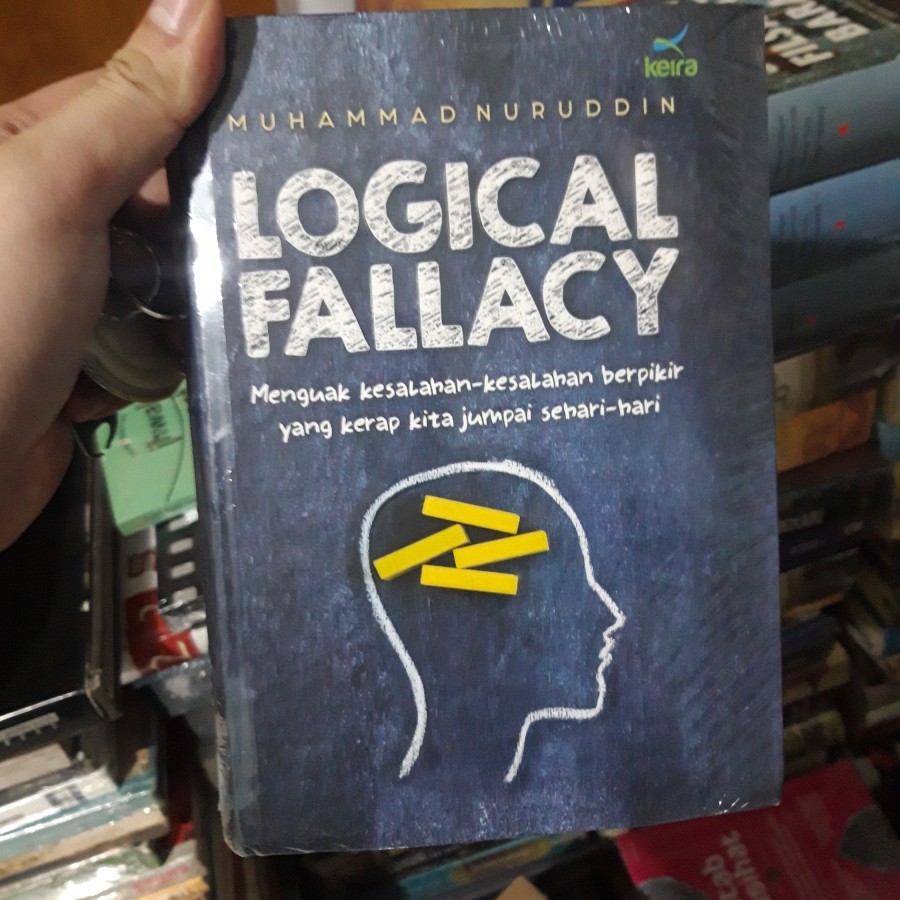 keira
MUHAMMAD NURUDDIN
LOGICAL
FALLACY
Menguak kesalahan-kesalahan berpikir
yang kerap kita jumpai sehari-hari